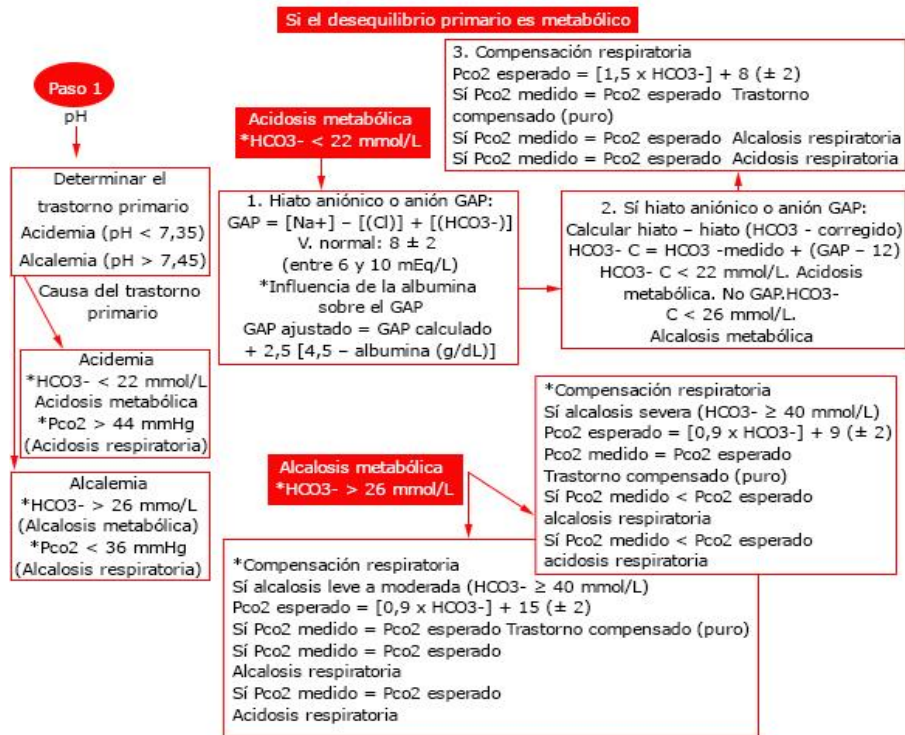 Si el desequilibrio primario es metabólico
Paso 1
pH
Determinar el
trastorno primario
Acidemia (pH < 7,35)
Alcalemia (pH > 7,45)
Causa del trastorno
primario
Acidemia
*HCO3- < 22 mmol/L
Acidosis metabólica
*Pco2 > 44 mmHg
(Acidosis respiratoria)
Alcalemia
*HCO3- > 26 mmo/L
(Alcalosis metabólica)
*Pco2 < 36 mmHg
(Alcalosis respiratoria)
Acidosis metabólica
*HCO3- < 22 mmol/L
1. Hiato aniónico o anión GAP:
GAP = [Na+] – [(Cl)] + [(HCO3-)]
V. normal: 8 ± 2
(entre 6 y 10 mEq/L)
*Influencia de la albumina
sobre el GAP
GAP ajustado = GAP calculado
+ 2,5 [4,5 – albumina (g/dL)]
2. Sí hiato aniónico o anión GAP:
Calcular hiato – hiato (HCO3 - corregido)
HCO3- C = HCO3 -medido + (GAP – 12)
HCO3- C < 22 mmol/L. Acidosis
metabólica. No GAP.HCO3-
C < 26 mmol/L.
Alcalosis metabólica
3. Compensación respiratoria
Pco2 esperado = [1,5 x HCO3-] + 8 (± 2)
Sí Pco2 medido = Pco2 esperado Trastorno
compensado (puro)
Sí Pco2 medido = Pco2 esperado Alcalosis respiratoria
Sí Pco2 medido = Pco2 esperado Acidosis respiratoria
Alcalosis metabólica
*HCO3- > 26 mmol/L
*Compensación respiratoria
Sí alcalosis severa (HCO3- ≥ 40 mmol/L)
Pco2 esperado = [0,9 x HCO3-] + 9 (± 2)
Pco2 medido = Pco2 esperado
Trastorno compensado (puro)
Sí Pco2 medido < Pco2 esperado
alcalosis respiratoria
Sí Pco2 medido < Pco2 esperado
acidosis respiratoria
*Compensación respiratoria
Sí alcalosis leve a moderada (HCO3- ≥ 40 mmol/L)
Pco2 esperado = [0,9 x HCO3-] + 15 (± 2)
Sí Pco2 medido = Pco2 esperado Trastorno compensado (puro)
Sí Pco2 medido = Pco2 esperado
Alcalosis respiratoria
Sí Pco2 medido = Pco2 esperado
Acidosis respiratoria